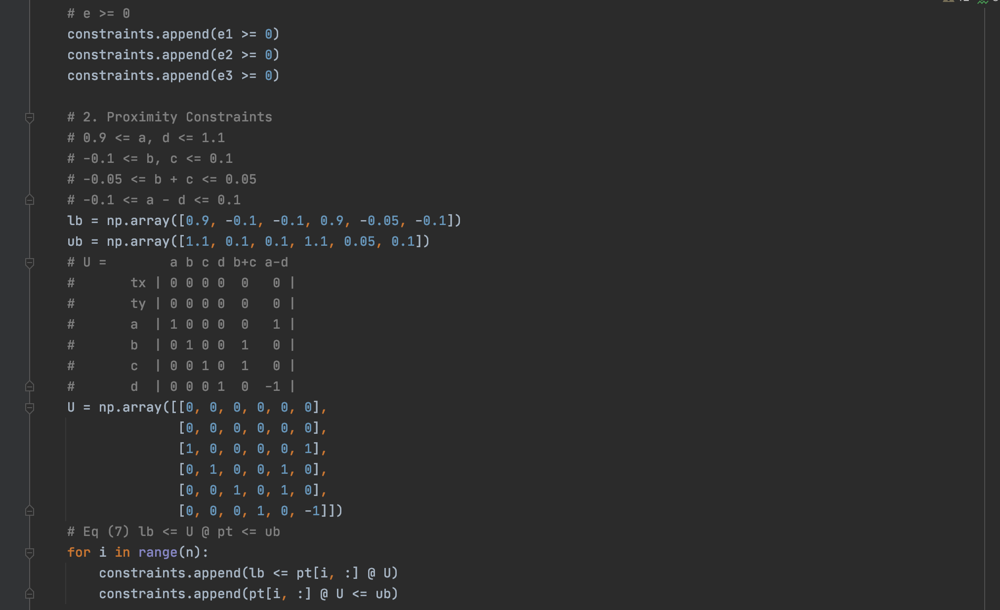 # e >= 0
constraints.append(e1 >= 0)
constraints.append(e2 >= 0)
constraints.append(e3 >= 0)
# 2. Proximity Constraints
# 0.9 <= a, d <= 1.1
# -0.1 <= b, c <= 0.1
# -0.05 <= b + c <= 0.05
# -0.1 <= a - d <= 0.1
lb = np.array([0.9, -0.1, -0.1, 0.9, -0.05, -0.1])
ub = np.array([1.1, 0.1, 0.1, 1.1, 0.05, 0.1])
# U =        a b c d b+c a-d
#       tx | 0 0 0 0  0   0 |
#       ty | 0 0 0 0  0   0 |
#       a  | 1 0 0 0  0   1 |
#       b  | 0 1 0 0  1   0 |
#       c  | 0 0 1 0  1   0 |
#       d  | 0 0 0 1  0  -1 |
U = np.array([[0, 0, 0, 0, 0, 0],
              [0, 0, 0, 0, 0, 0],
              [1, 0, 0, 0, 0, 1],
              [0, 1, 0, 0, 1, 0],
              [0, 0, 1, 0, 1, 0],
              [0, 0, 0, 1, 0, -1]])
# Eq (7) lb <= U @ pt <= ub
for i in range(n):
    constraints.append(lb <= pt[i, :] @ U)
    constraints.append(pt[i, :] @ U <= ub)